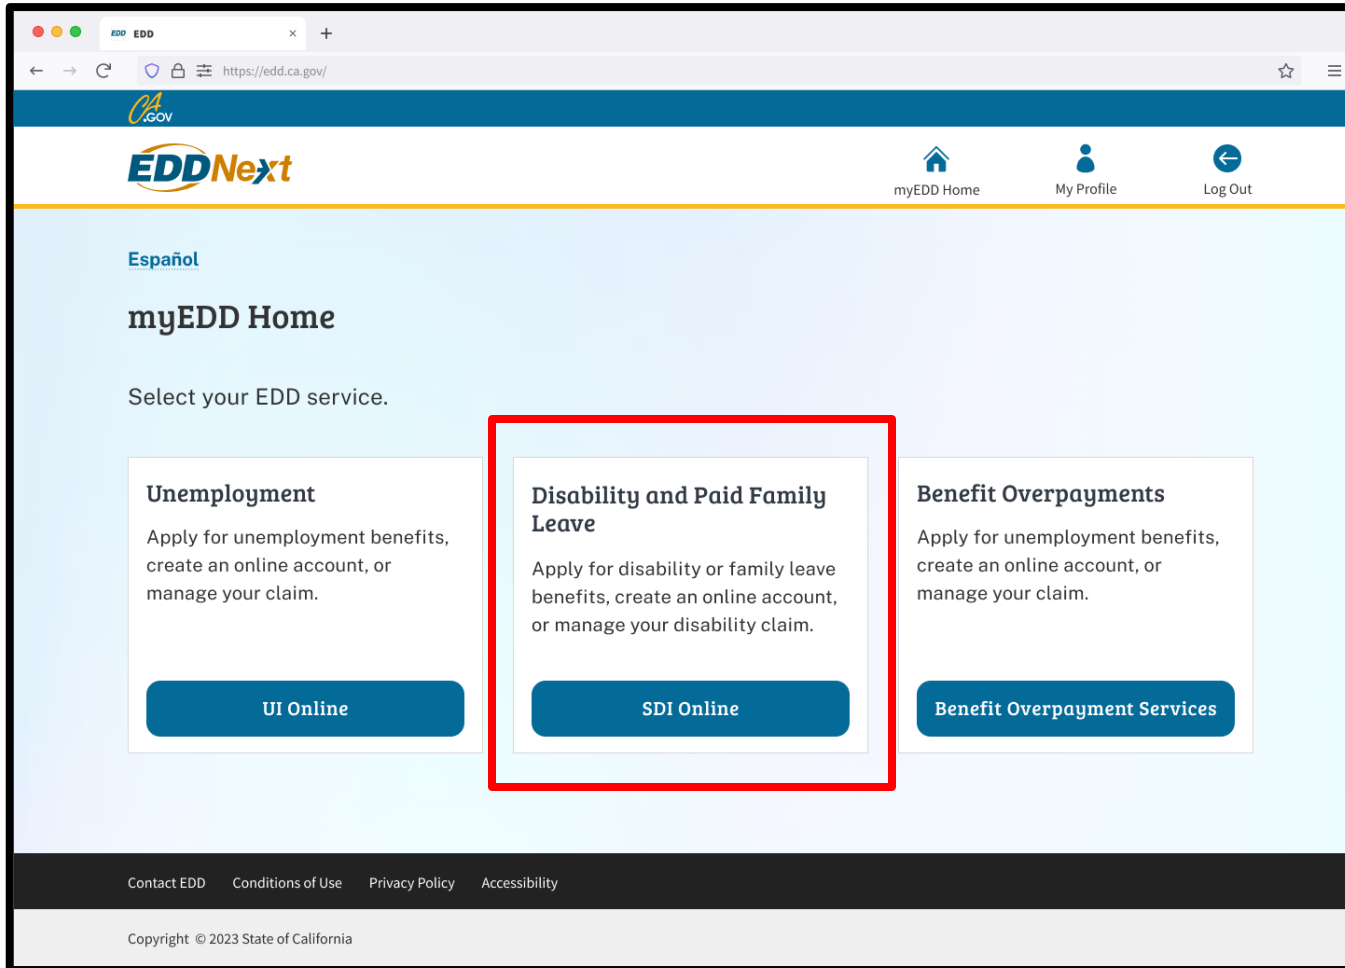 EDD EDD
https://edd.ca.gov/
CA.GOV
EDDNext
myEDD Home
My Profile
Log Out
Español
myEDD Home
Select your EDD service.
Unemployment
Apply for unemployment benefits,
create an online account, or
manage your claim.
UI Online
Disability and Paid Family
Leave
Apply for disability or family leave
benefits, create an online account,
or manage your disability claim.
SDI Online
Benefit Overpayments
Apply for unemployment benefits,
create an online account, or
manage your claim.
Benefit Overpayment Services
Contact EDD Conditions of Use Privacy Policy Accessibility
Copyright © 2023 State of California